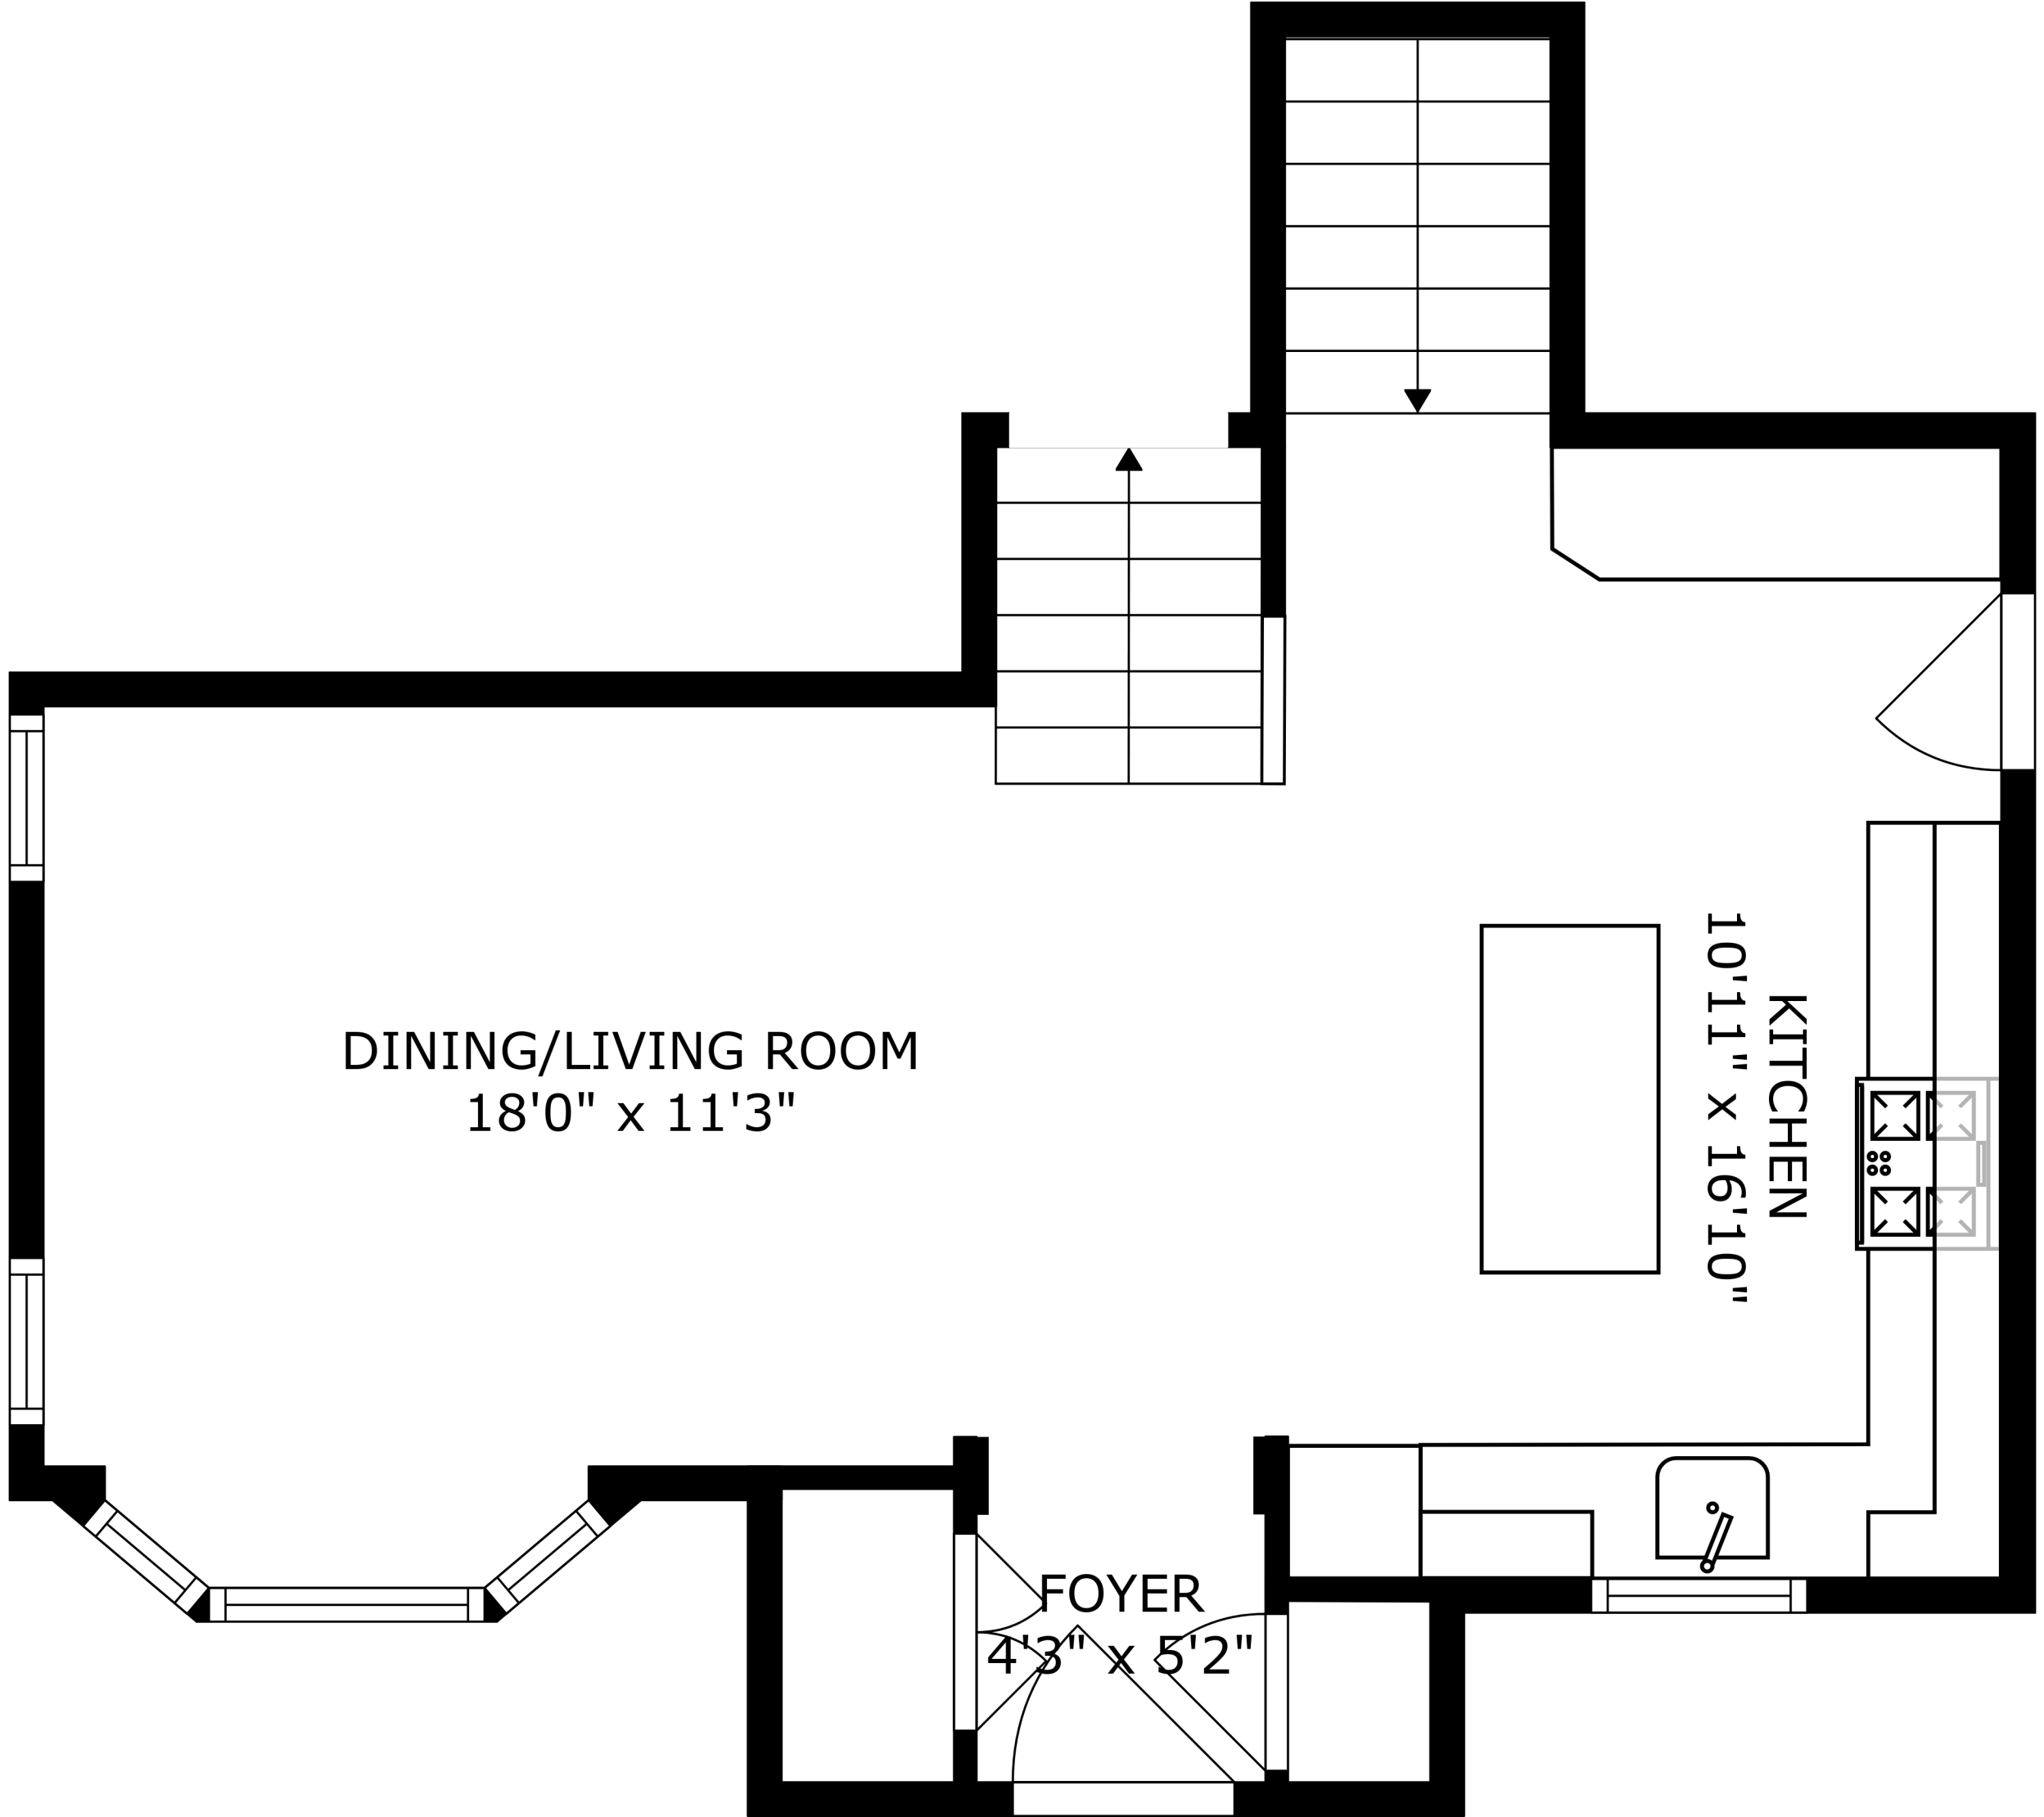 DINING/LIVING ROOM
18'0" x 11'3"
KITCHEN
10'11" x 16'10"
FOYER
4'3" x 5'2"